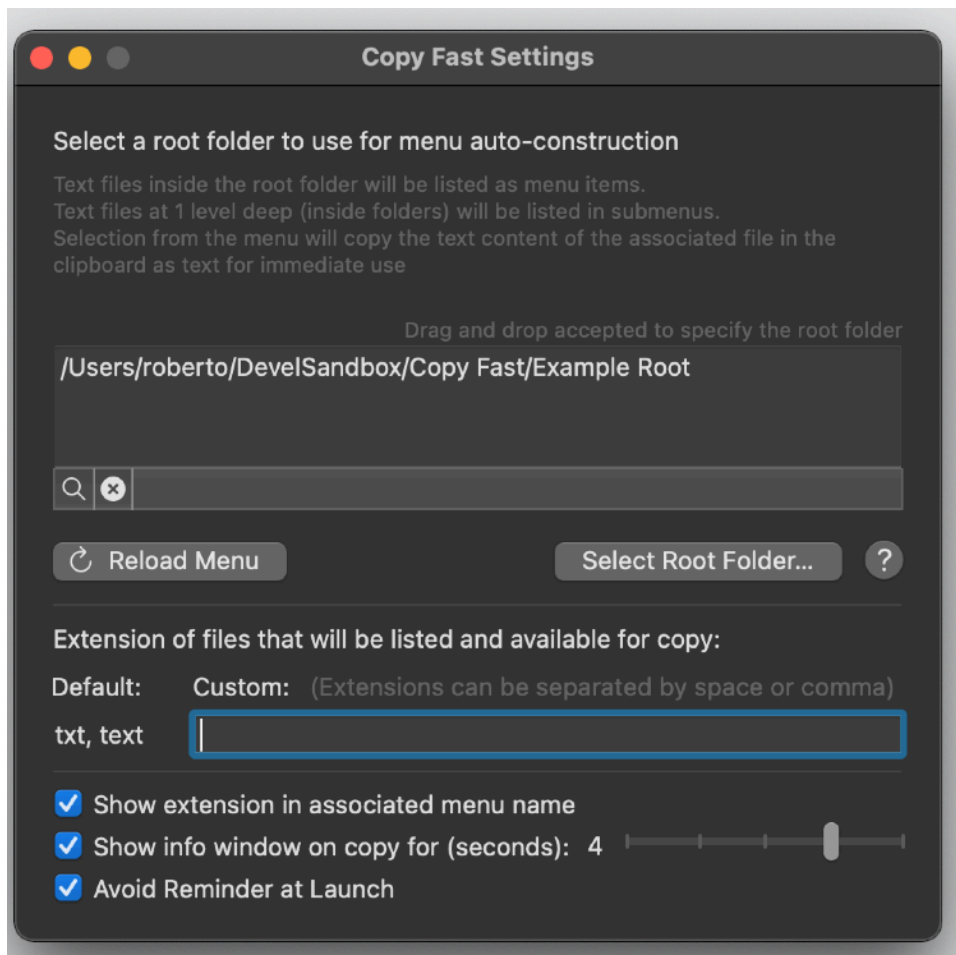 Copy Fast Settings
Select a root folder to use for menu auto-construction
Text files inside the root folder will be listed as menu items.
Text files at 1 level deep (inside folders) will be listed in submenus.
Selection from the menu will copy the text content of the associated file in the
clipboard as text for immediate use
Drag and drop accepted to specify the root folder
/Users/roberto/DevelSandbox/Copy Fast/Example Root
Reload Menu
Select Root Folder...
?
Extension of files that will be listed and available for copy:
Default: Custom: (Extensions can be separated by space or comma)
txt, text
Show extension in associated menu name
Show info window on copy for (seconds): 4
Avoid Reminder at Launch